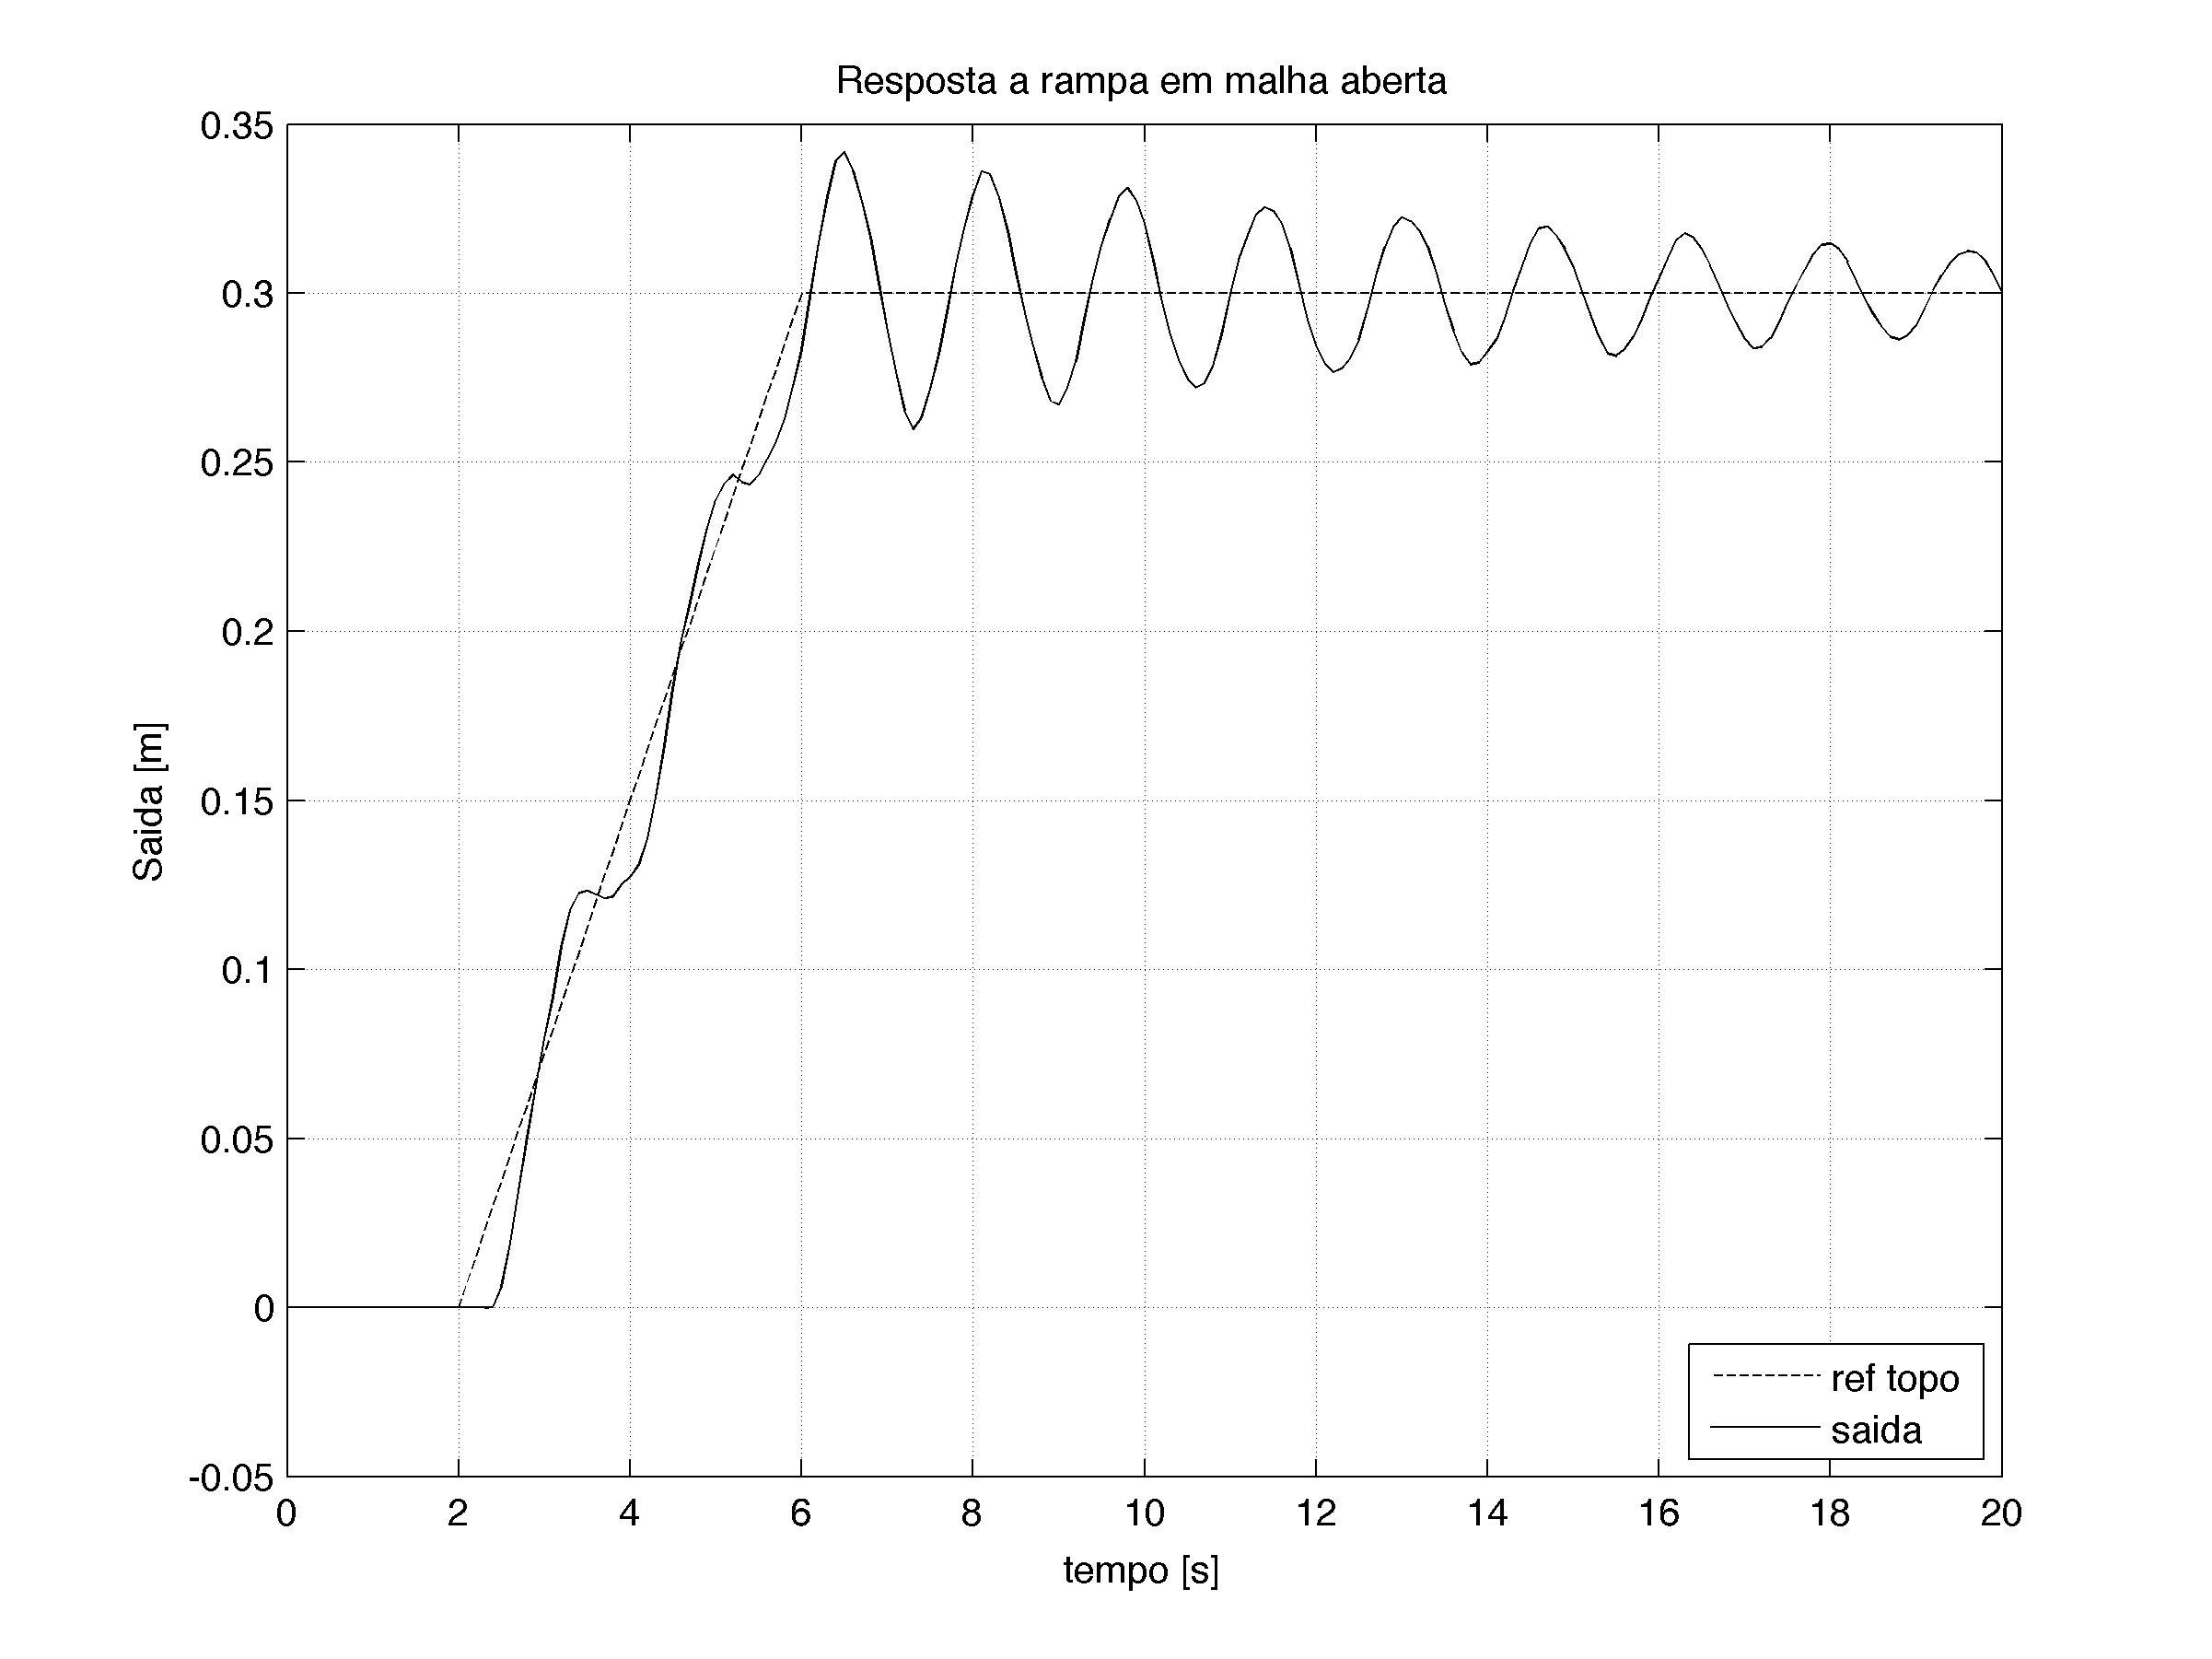 Resposta a rampa em malha aberta
0.35
0.3
0.25
0.2
0.15
0.1
0.05
0
-0.05
Saida [m]
0 2 4 6 8 10 12 14 16 18 20
tempo [s]
ref topo
saida